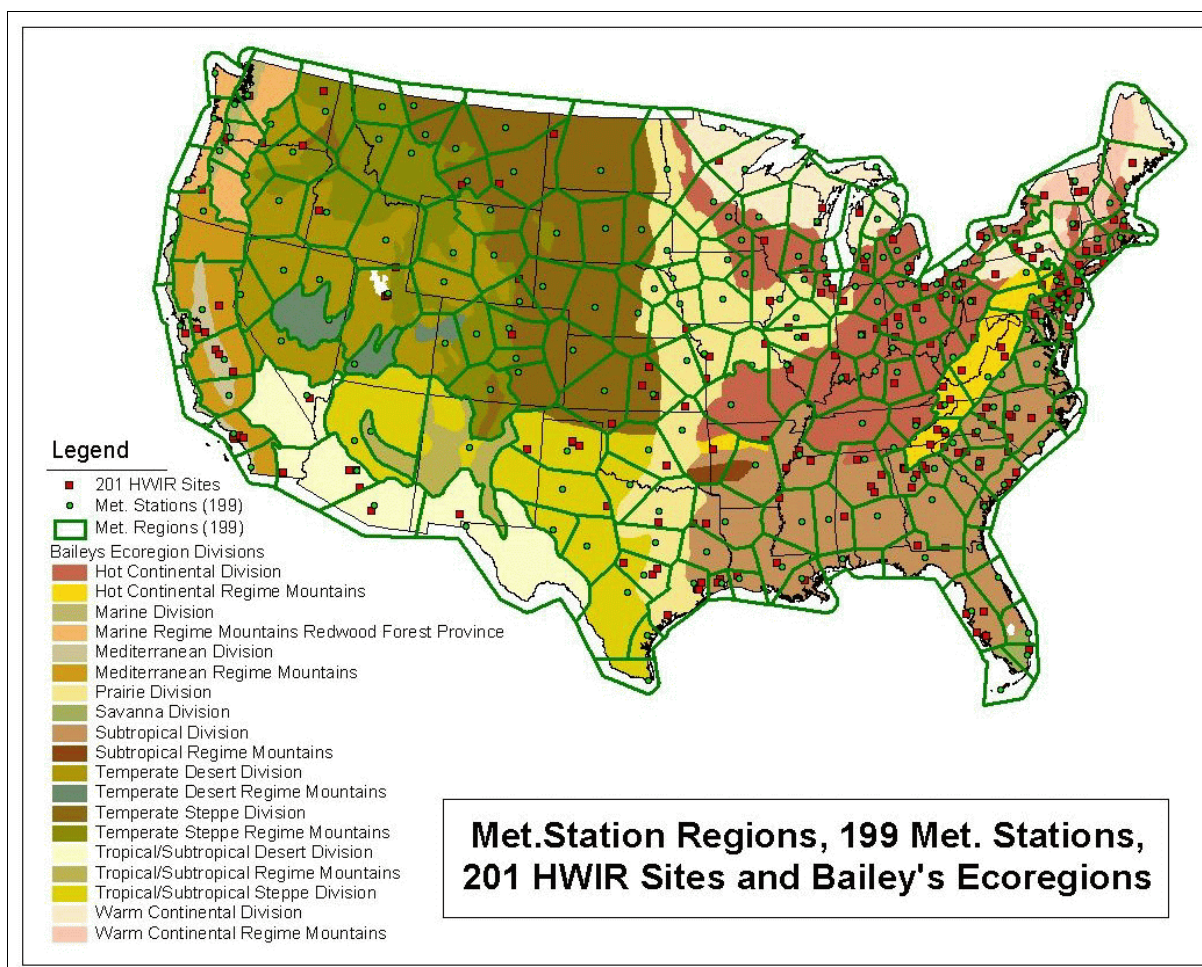 Legend
201 HWIR Sites
Met. Stations (199)
Met. Regions (199)
Baileys Ecoregion Divisions
Hot Continental Division
Hot Continental Regime Mountains
Marine Division
Marine Regime Mountains Redwood Forest Province
Mediterranean Division
Mediterranean Regime Mountains
Prairie Division
Savanna Division
Subtropical Division
Subtropical Regime Mountains
Temperate Desert Division
Temperate Desert Regime Mountains
Temperate Steppe Division
Temperate Steppe Regime Mountains
Tropical/Subtropical Desert Division
Tropical/Subtropical Regime Mountains
Tropical/Subtropical Steppe Division
Warm Continental Division
Warm Continental Regime Mountains
Met.Station Regions, 199 Met. Stations,
201 HWIR Sites and Bailey's Ecoregions